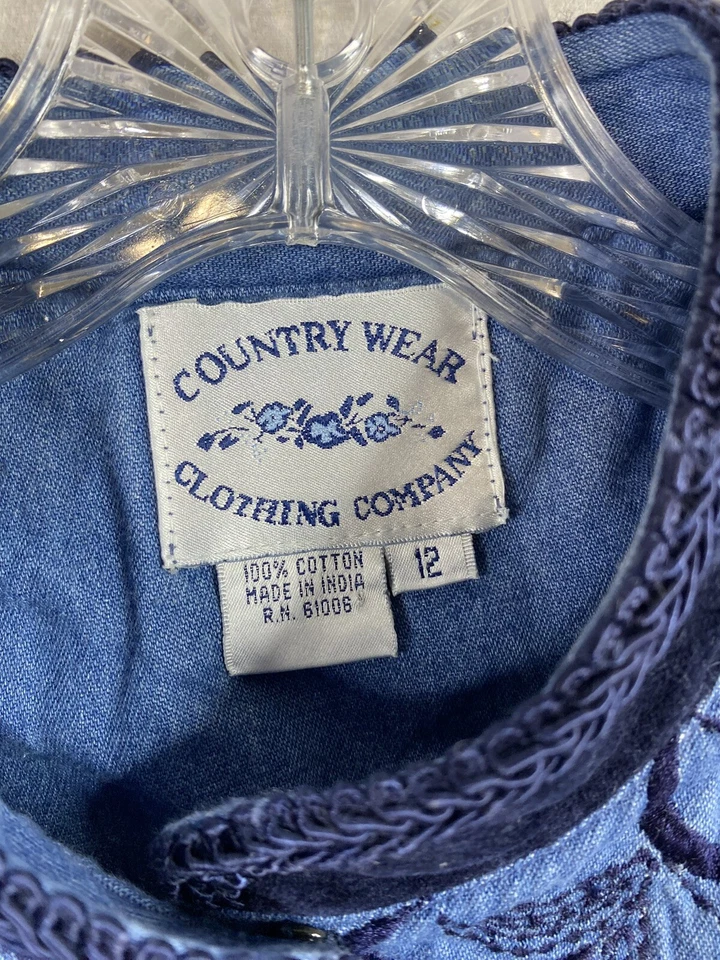 COUNTRY WEAR
CLOTHING COMPANY
100% COTTON
MADE IN INDIA
R.N. 61006
12